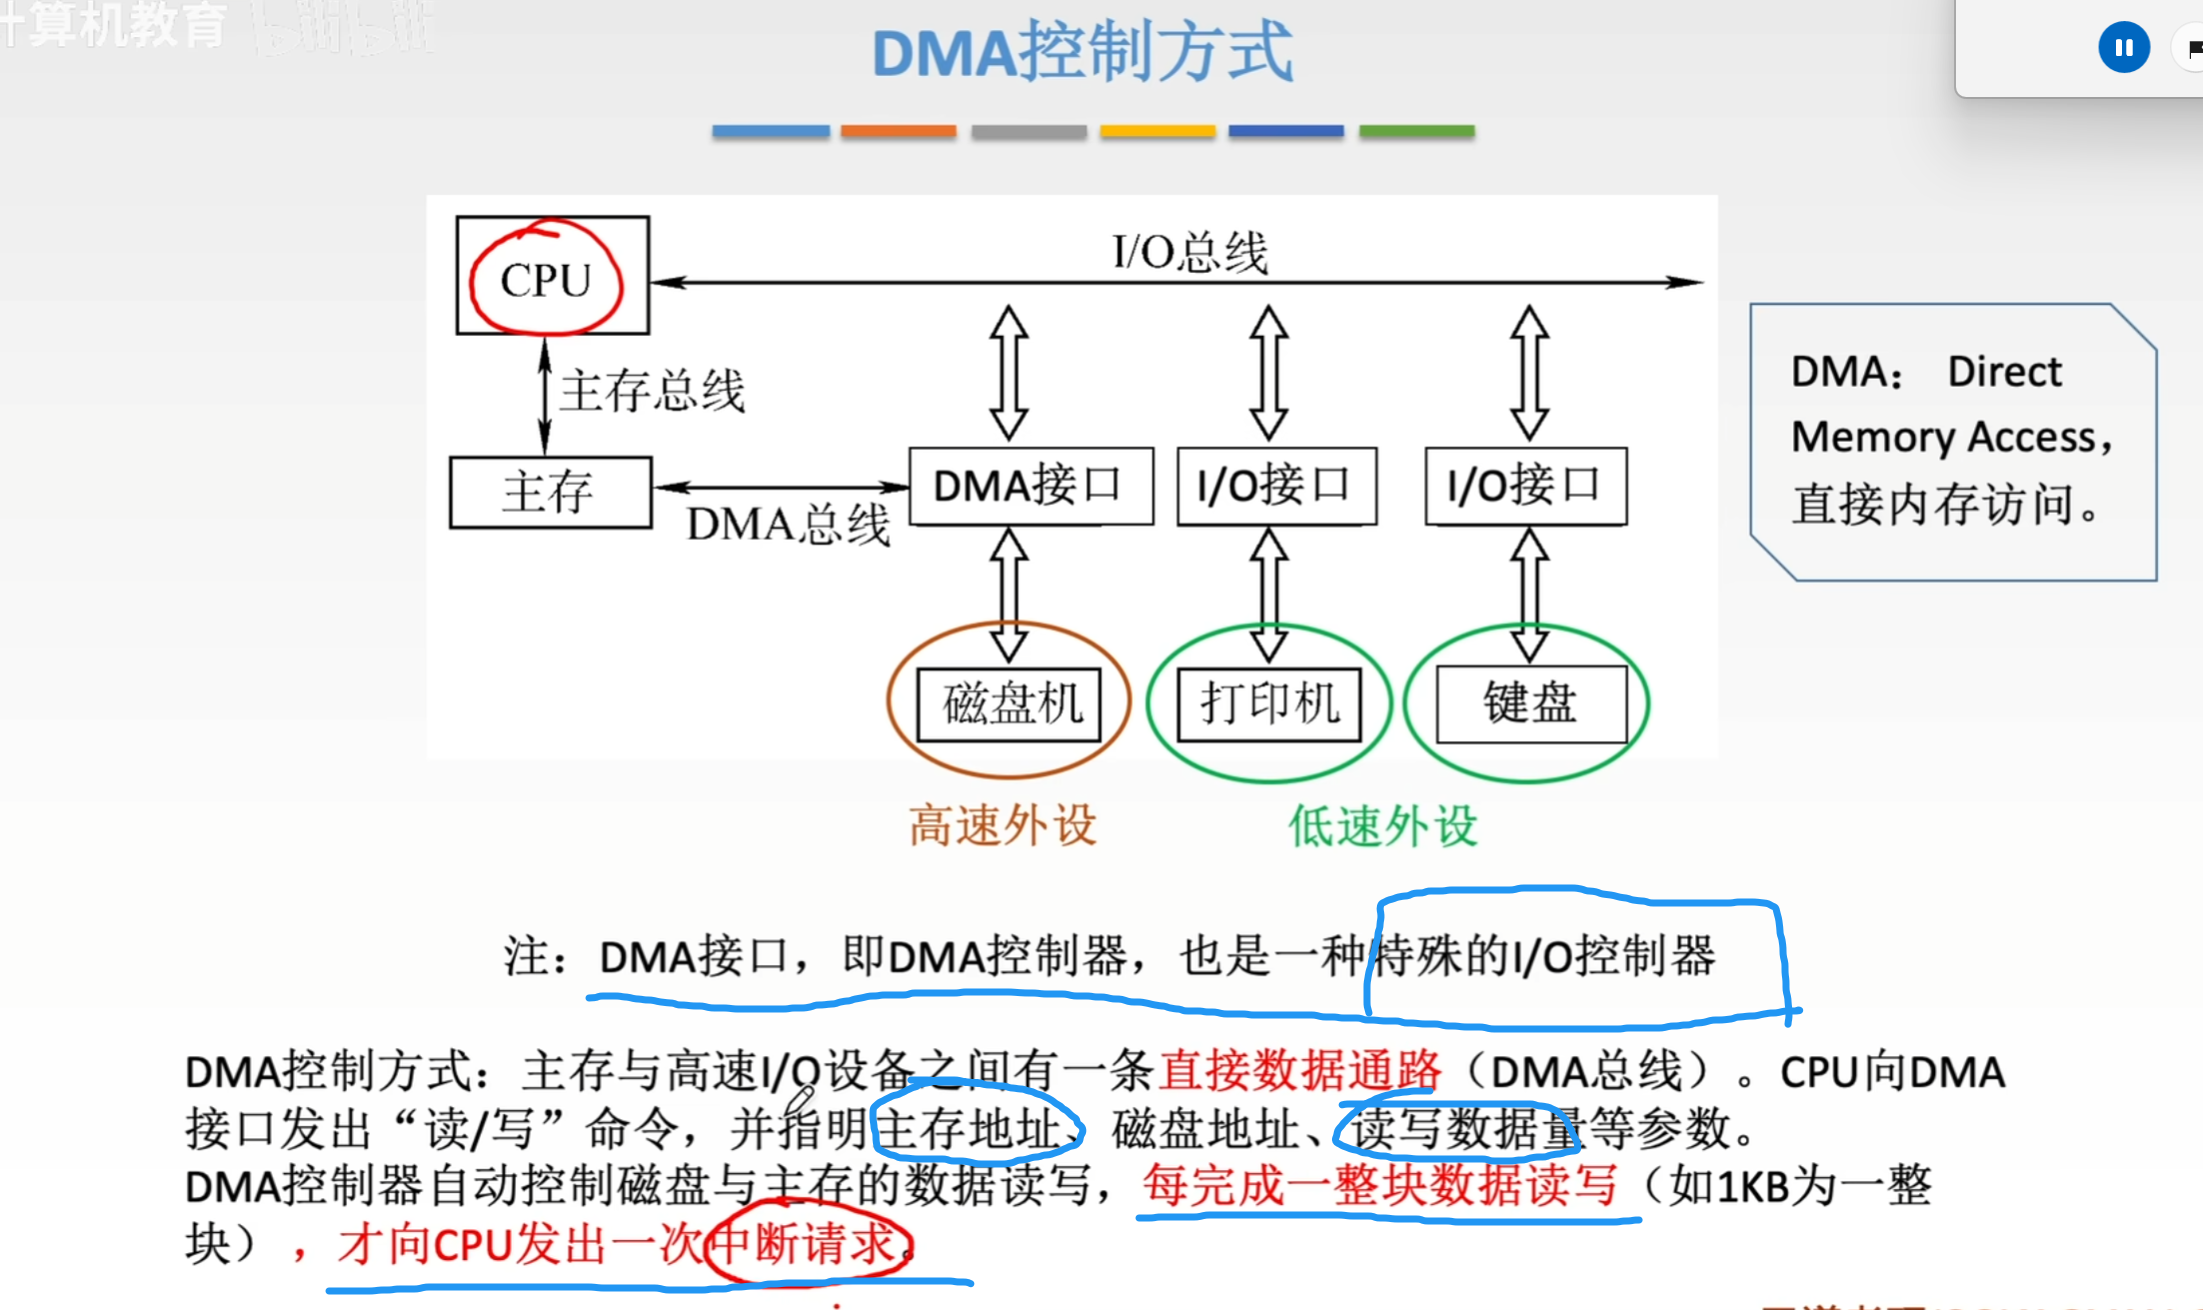 计算机教育 bilibili
DMA控制方式
CPU
I/O总线
主存总线
DMA: Direct
Memory Access，
直接内存访问。
主存
DMA总线
DMA接口
I/O接口
I/O接口
磁盘机
打印机
键盘
高速外设
低速外设
注：DMA接口，即DMA控制器，也是一种特殊的I/O控制器
DMA控制方式：主存与高速I/O设备之间有一条直接数据通路（DMA总线）。CPU向DMA
接口发出“读/写”命令，并指明主存地址、磁盘地址、读写数据量等参数。
DMA控制器自动控制磁盘与主存的数据读写，每完成一整块数据读写（如1KB为一整
块），才向CPU发出一次中断请求。